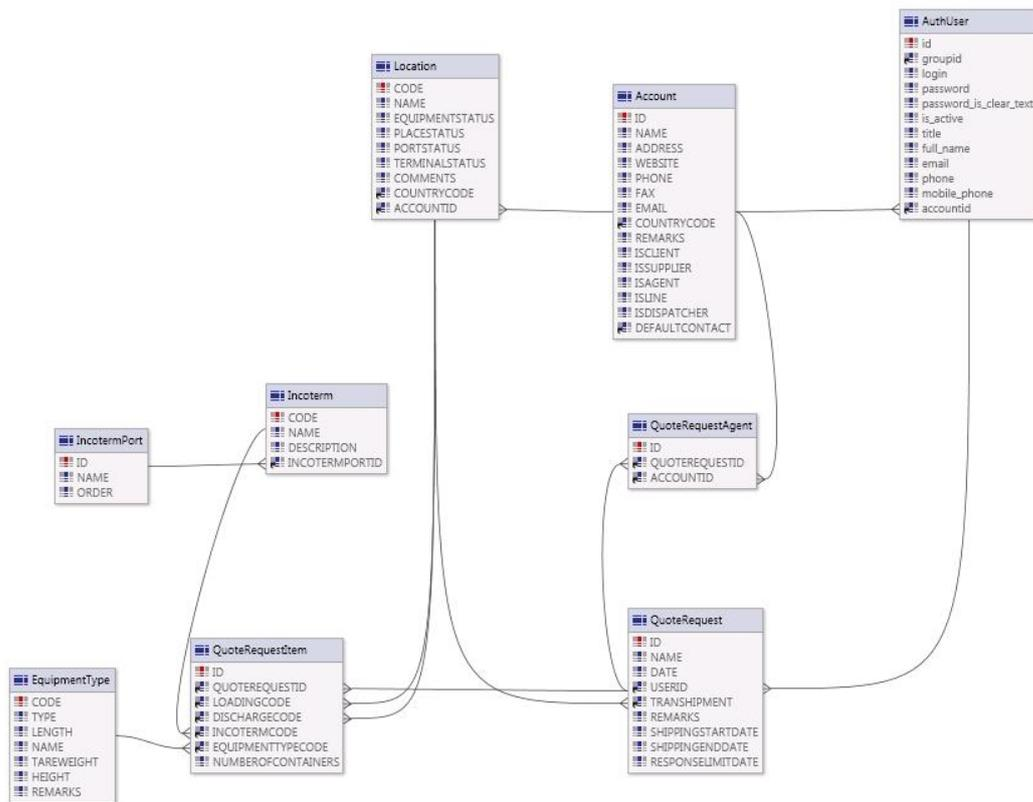 AuthUser
id
groupid
login
password
password_is_clear_text
is_active
title
full_name
email
phone
mobile_phone
accountid
Location
CODE
NAME
EQUIPMENTSTATUS
PLACESTATUS
PORTSTATUS
TERMINALSTATUS
COMMENTS
COUNTRYCODE
ACCOUNTID
Account
ID
NAME
ADDRESS
WEBSITE
PHONE
FAX
EMAIL
COUNTRYCODE
REMARKS
ISCLIENT
ISSUPPLIER
ISAGENT
ISLINE
ISDISPATCHER
DEFAULTCONTACT
Incoterm
CODE
NAME
DESCRIPTION
INCOTERMPORTID
IncotermPort
ID
NAME
ORDER
QuoteRequestAgent
ID
QUOTEREQUESTID
ACCOUNTID
QuoteRequest
ID
NAME
DATE
USERID
TRANSHIPMENT
REMARKS
SHIPPINGSTARTDATE
SHIPPINGENDDATE
RESPONSELIMITDATE
QuoteRequestItem
ID
QUOTEREQUESTID
LOADINGCODE
DISCHARGECODE
INCOTERMCODE
EQUIPMENTTYPECODE
NUMBEROFCONTAINERS
EquipmentType
CODE
TYPE
LENGTH
NAME
TAREWEIGHT
HEIGHT
REMARKS